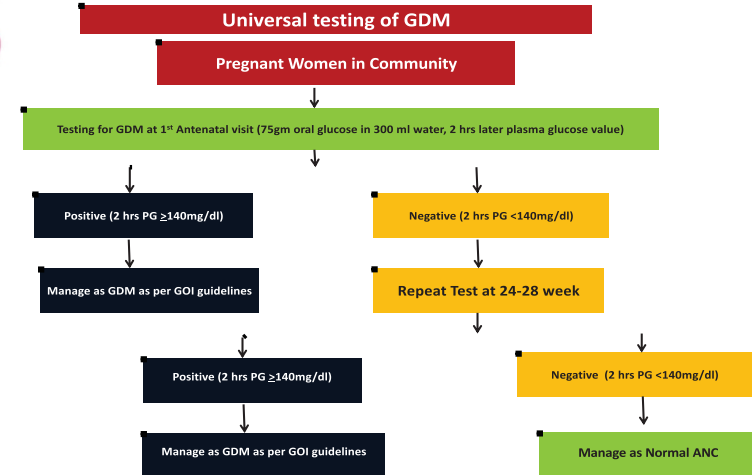 Universal testing of GDM
Pregnant Women in Community
Testing for GDM at 1st Antenatal visit (75gm oral glucose in 300 ml water, 2 hrs later plasma glucose value)
Positive (2 hrs PG ≥140mg/dl)
Negative (2 hrs PG <140mg/dl)
Manage as GDM as per GOI guidelines
Repeat Test at 24-28 week
Positive (2 hrs PG ≥140mg/dl)
Negative (2 hrs PG <140mg/dl)
Manage as GDM as per GOI guidelines
Manage as Normal ANC